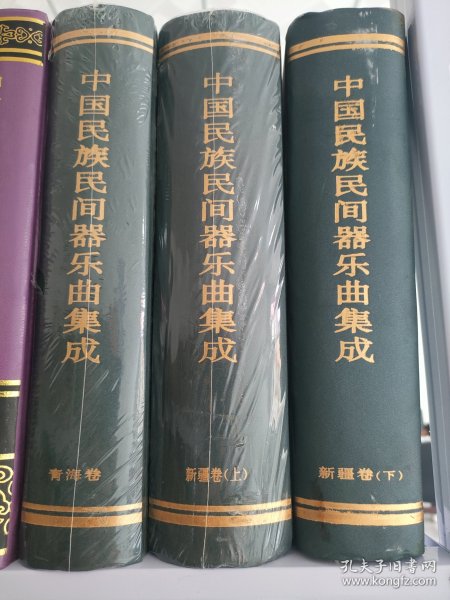 中国民族民间器乐曲集成
青海卷
中国民族民间器乐曲集成
新疆卷(上)
中国民族民间器乐曲集成
新疆卷(下)
孔夫子旧书网
www.kongfz.com